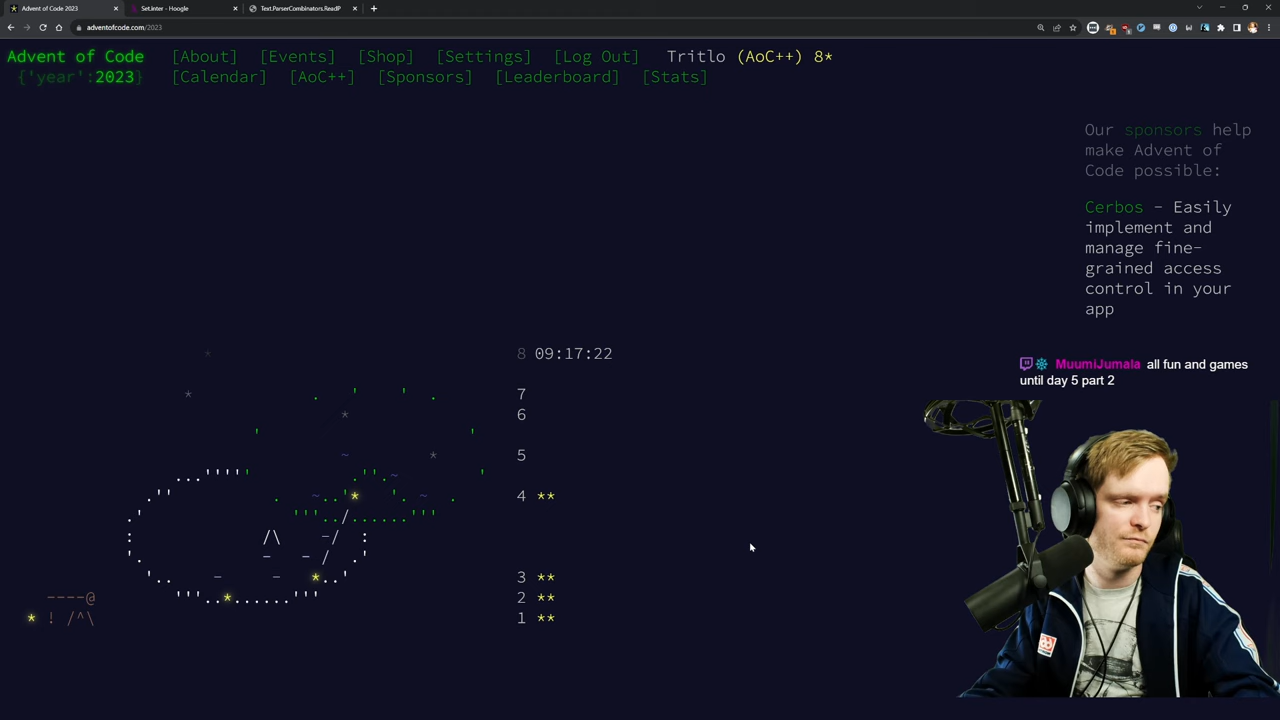 Advent of Code 2023
Set.inter - Hoogle
Text.ParserCombinators.ReadP
adventofcode.com/2023
Advent of Code
[About]
[Events]
[Shop]
[Settings]
[Log Out]
Tritlo (AoC++) 8*
{'year':2023}
[Calendar]
[AoC++]
[Sponsors]
[Leaderboard]
[Stats]
Our sponsors help
make Advent of
Code possible:
Cerbos - Easily
implement and
manage fine-
grained access
control in your
app
8 09:17:22
7
6
5
4 **
3 **
2 **
1 **
MuumiJumala all fun and games
until day 5 part 2